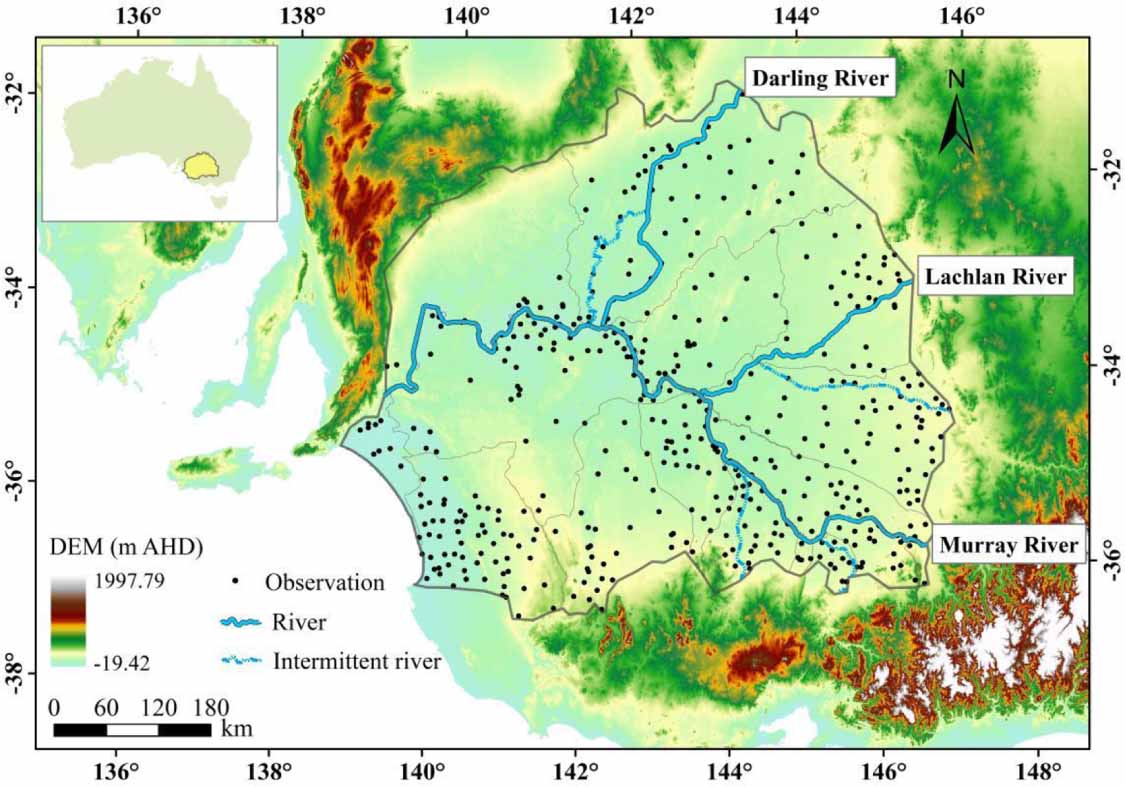 136° 138° 140° 142° 144° 146°
-32°
-34°
-36°
-38°
N
Darling River
-32°
Lachlan River
-34°
Murray River
-36°
DEM (m AHD)
1997.79
-19.42
Observation
River
Intermittent river
0 60 120 180
km
136° 138° 140° 142° 144° 146° 148°